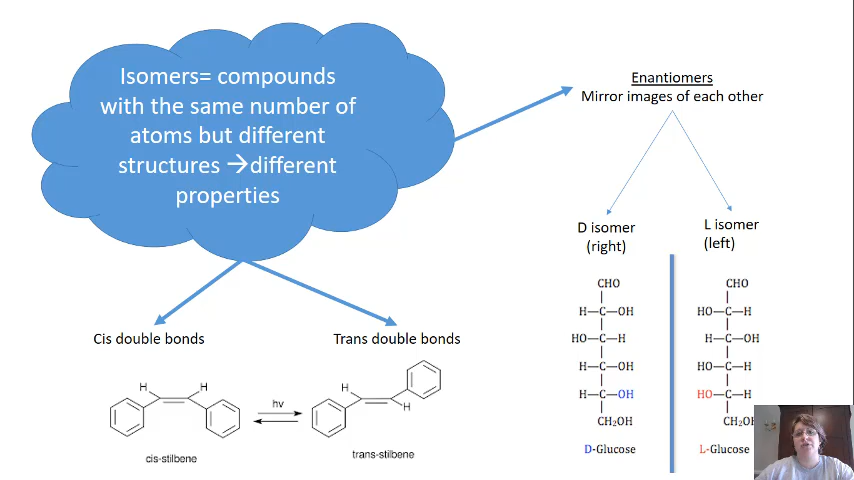 Isomers= compounds
with the same number of
atoms but different
structures →different
properties
Enantiomers
Mirror images of each other
D isomer
(right)
L isomer
(left)
Cis double bonds
Trans double bonds
H H
cis-stilbene
hv
H
H
trans-stilbene
CHO
H—C—OH
HO—C—H
H—C—OH
H—C—OH
CH₂OH
D-Glucose
CHO
HO—C—H
H—C—OH
HO—C—H
HO—C—H
CH₂OH
L-Glucose